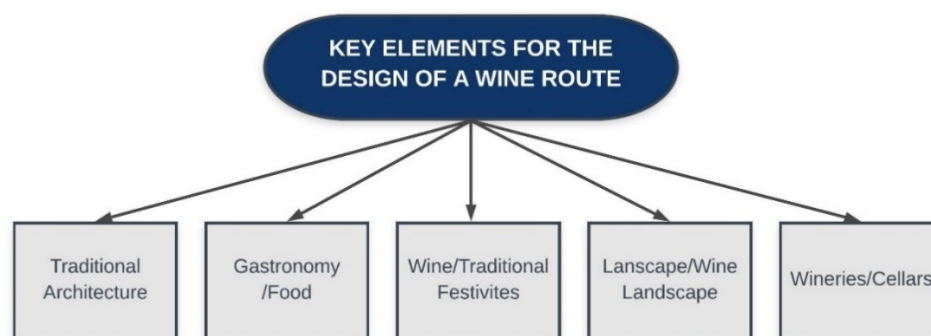 KEY ELEMENTS FOR THE
DESIGN OF A WINE ROUTE
Traditional
Architecture
Gastronomy
/Food
Wine/Traditional
Festivites
Lanscape/Wine
Landscape
Wineries/Cellars